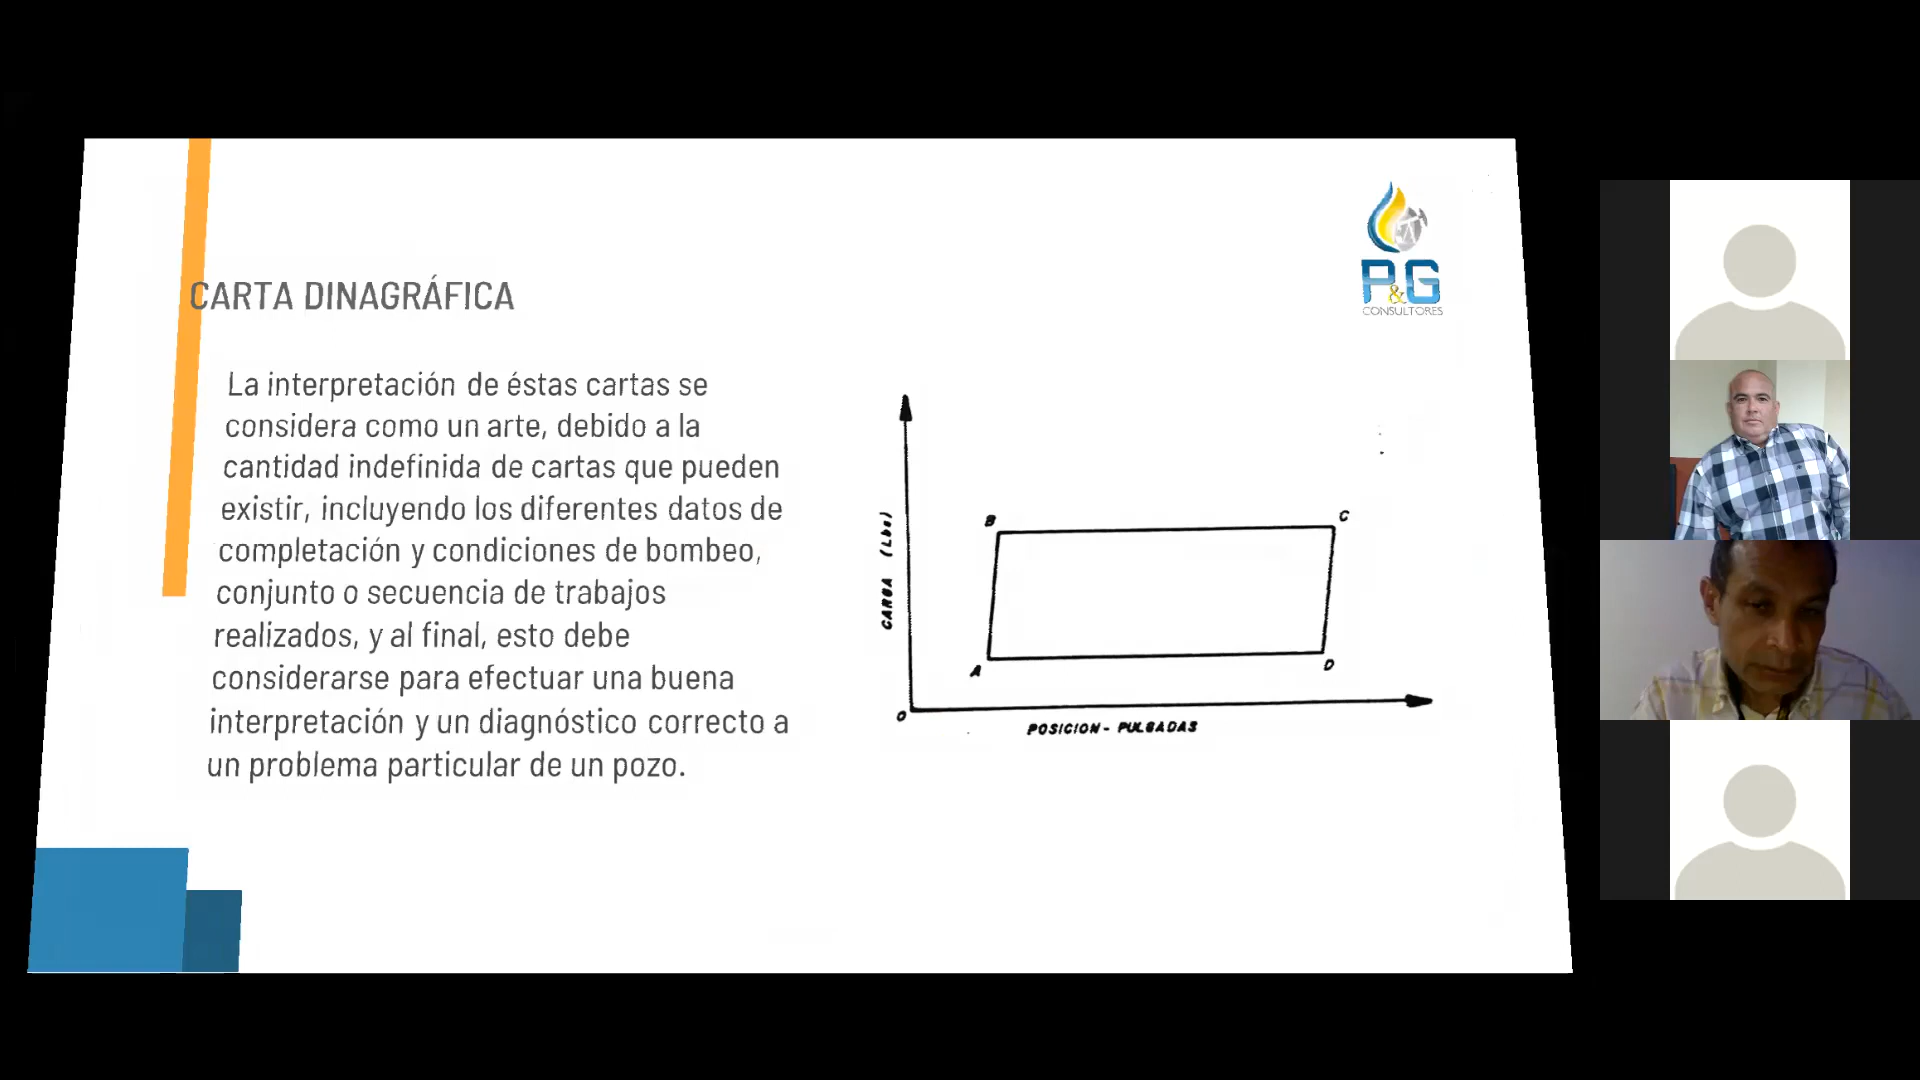 P&G
CONSULTORES
CARTA DINAGRÁFICA
La interpretación de éstas cartas se
considera como un arte, debido a la
cantidad indefinida de cartas que pueden
existir, incluyendo los diferentes datos de
completación y condiciones de bombeo,
conjunto o secuencia de trabajos
realizados, y al final, esto debe
considerarse para efectuar una buena
interpretación y un diagnóstico correcto a
un problema particular de un pozo.
CARGA (Lbs)
B
C
A
D
O
POSICION - PULGADAS